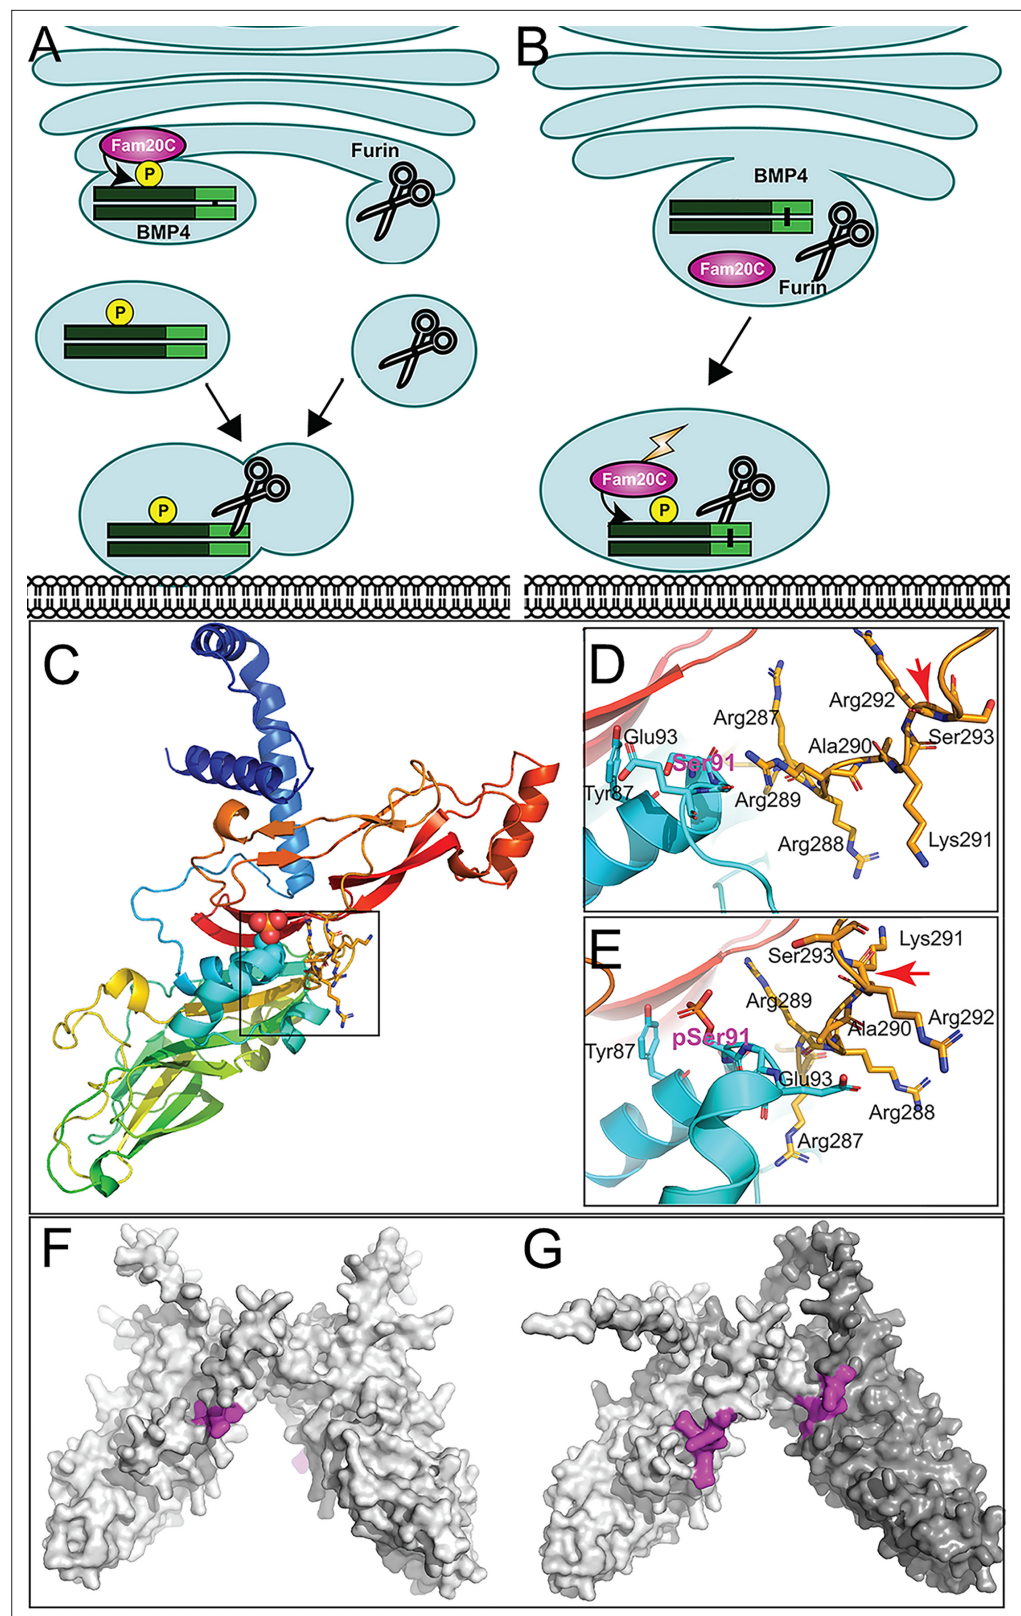 A
B
Fam20C
P
BMP4
Furin
BMP4
Fam20C
Furin
P
P
Fam20C
P
C
D
Arg292
Arg287
Glu93
Ser91
Ala290
Ser293
Tyr87
Arg289
Arg288
Lys291
E
Ser293
Lys291
Arg289
Tyr87
pSer91
Ala290
Arg292
Glu93
Arg288
Arg287
F
G